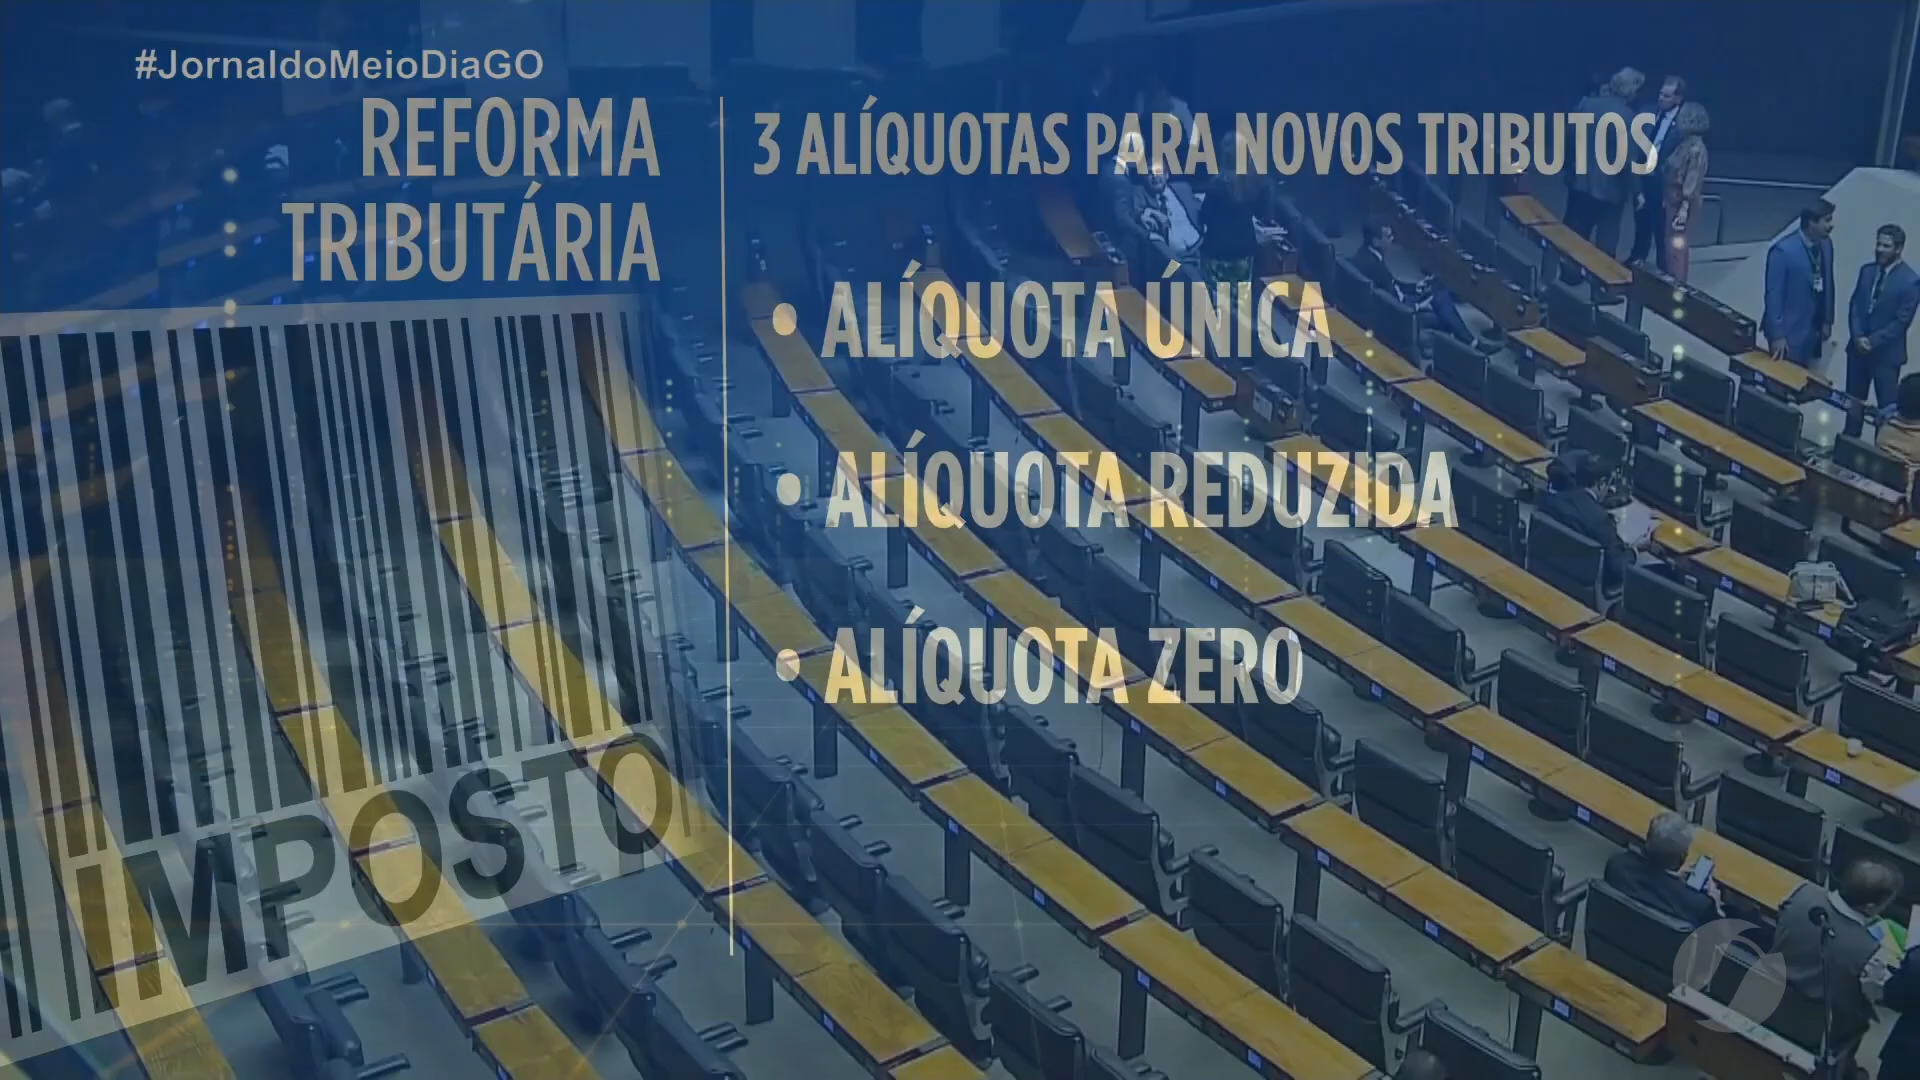 #JornaldoMeioDiaGO
REFORMA
TRIBUTÁRIA
3 ALÍQUOTAS PARA NOVOS TRIBUTOS
• ALÍQUOTA ÚNICA
• ALÍQUOTA REDUZIDA
• ALÍQUOTA ZERO
IMPOSTO